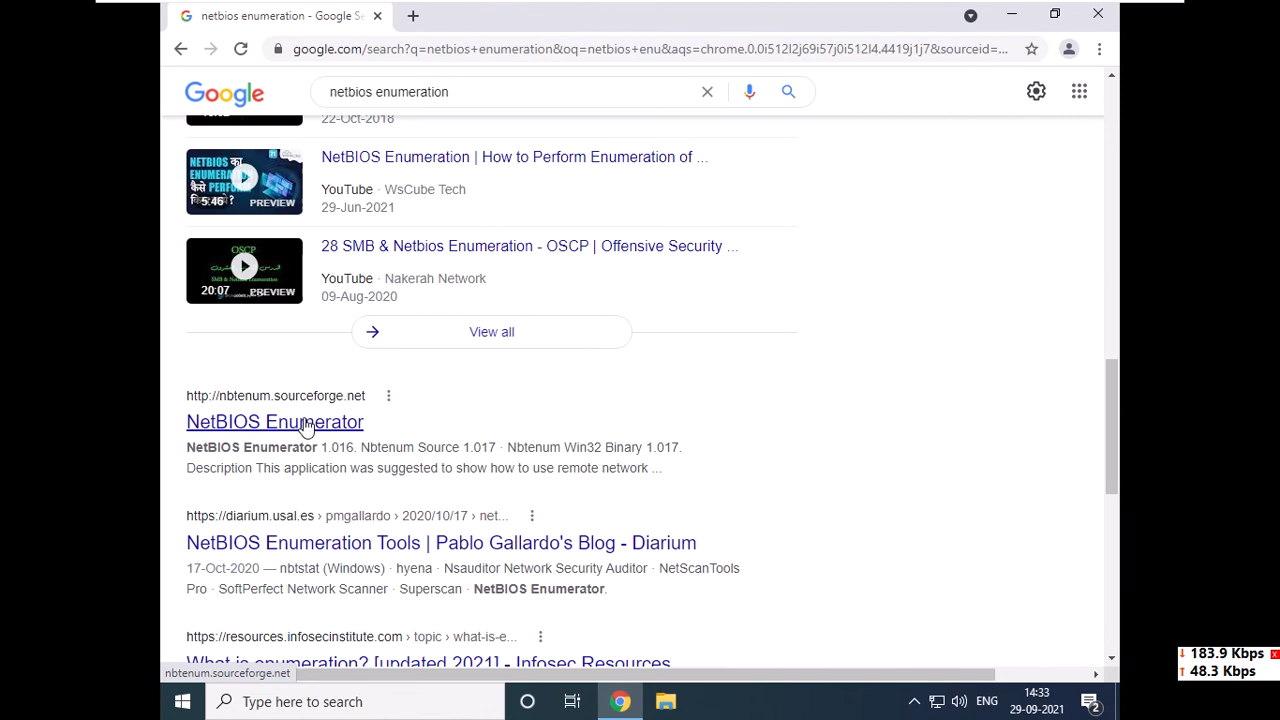 netbios enumeration - Google Se
google.com/search?q=netbios+enumeration&oq=netbios+enu&aqs=chrome.0.0i512l2j69i57j0i512l4.4419j1j7&sourceid=...
Google
netbios enumeration
22-Oct-2018
NETBIOS का
ENUMERATION
कैसे PERFORM
5:46
PREVIEW
NetBIOS Enumeration | How to Perform Enumeration of ...
YouTube · WsCube Tech
29-Jun-2021
OSCP
20:07
PREVIEW
28 SMB & Netbios Enumeration - OSCP | Offensive Security ...
YouTube · Nakerah Network
09-Aug-2020
View all
http://nbtenum.sourceforge.net
NetBIOS Enumerator
NetBIOS Enumerator 1.016. Nbtenum Source 1.017 · Nbtenum Win32 Binary 1.017.
Description This application was suggested to show how to use remote network ...
https://diarium.usal.es › pmgallardo › 2020/10/17 › net...
NetBIOS Enumeration Tools | Pablo Gallardo's Blog - Diarium
17-Oct-2020 — nbtstat (Windows) · hyena · Nsauditor Network Security Auditor · NetScanTools
Pro · SoftPerfect Network Scanner · Superscan · NetBIOS Enumerator.
https://resources.infosecinstitute.com › topic › what-is-e...
What is enumeration? [updated 2021] - Infosec Resources
nbtenum.sourceforge.net
183.9 Kbps
48.3 Kbps
Type here to search
ENG
14:33
29-09-2021
2